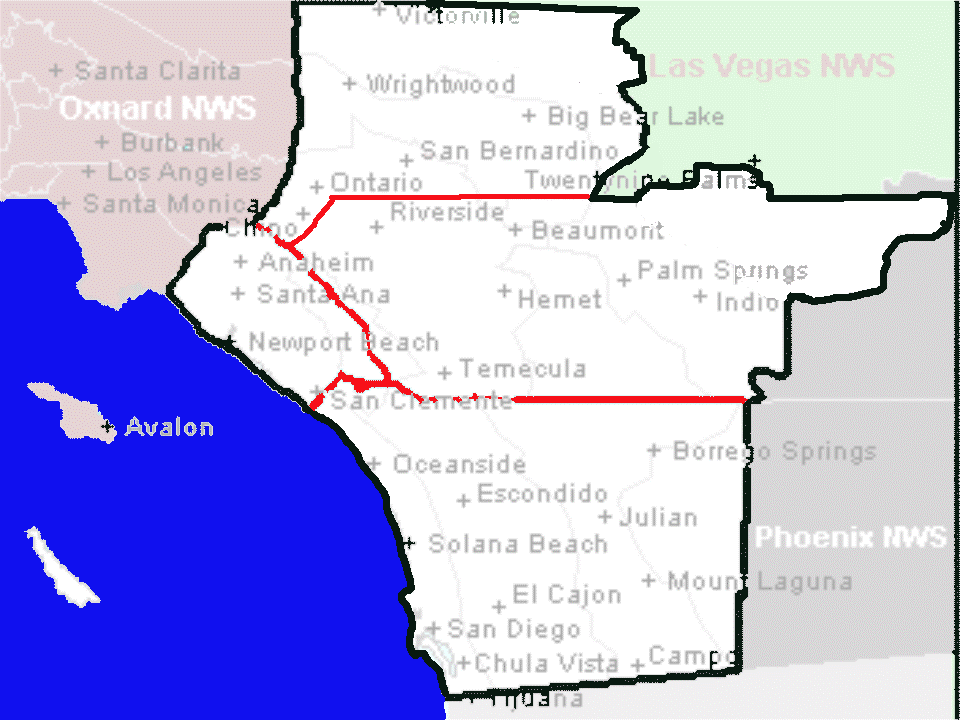 Victorville
Santa Clarita
Las Vegas NWS
Wrightwood
Oxnard NWS
Big Bear Lake
Burbank
San Bernardino
Los Angeles
Ontario
Twentynine Palms
Santa Monica
Riverside
Chino
Beaumont
Anaheim
Palm Springs
Santa Ana
Hemet
Indio
Newport Beach
Temecula
San Clemente
Avalon
Borrego Springs
Oceanside
Escondido
Julian
Solana Beach
Phoenix NWS
Mount Laguna
El Cajon
San Diego
Chula Vista
Campo
Tijuana